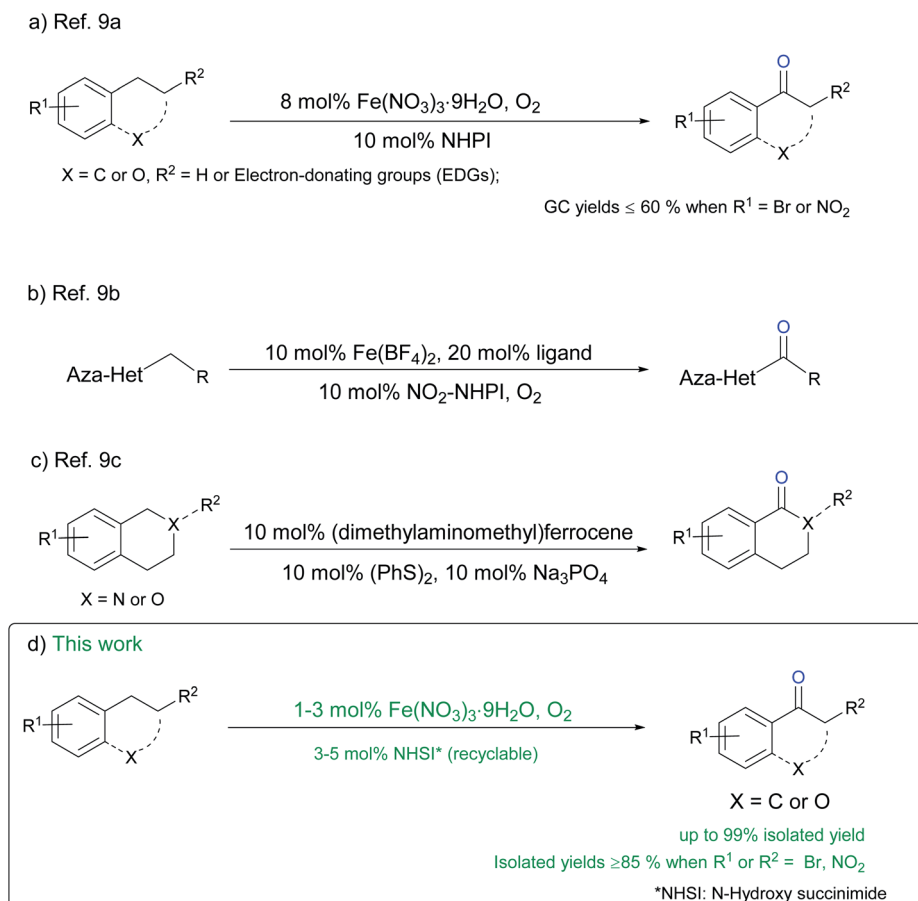 a) Ref. 9a
R¹
R²
X
8 mol% Fe(NO₃)₃·9H₂O, O₂
10 mol% NHPI
O
R¹
R²
X
X = C or O, R² = H or Electron-donating groups (EDGs);
GC yields ≤ 60 % when R¹ = Br or NO₂
b) Ref. 9b
Aza-Het
R
10 mol% Fe(BF₄)₂, 20 mol% ligand
10 mol% NO₂-NHPI, O₂
O
Aza-Het
R
c) Ref. 9c
R¹
X
R²
X = N or O
10 mol% (dimethylaminomethyl)ferrocene
10 mol% (PhS)₂, 10 mol% Na₃PO₄
O
R¹
X
R²
d) This work
R¹
R²
X
1-3 mol% Fe(NO₃)₃·9H₂O, O₂
3-5 mol% NHSI* (recyclable)
O
R¹
R²
X
X = C or O
up to 99% isolated yield
Isolated yields ≥85 % when R¹ or R² = Br, NO₂
*NHSI: N-Hydroxy succinimide